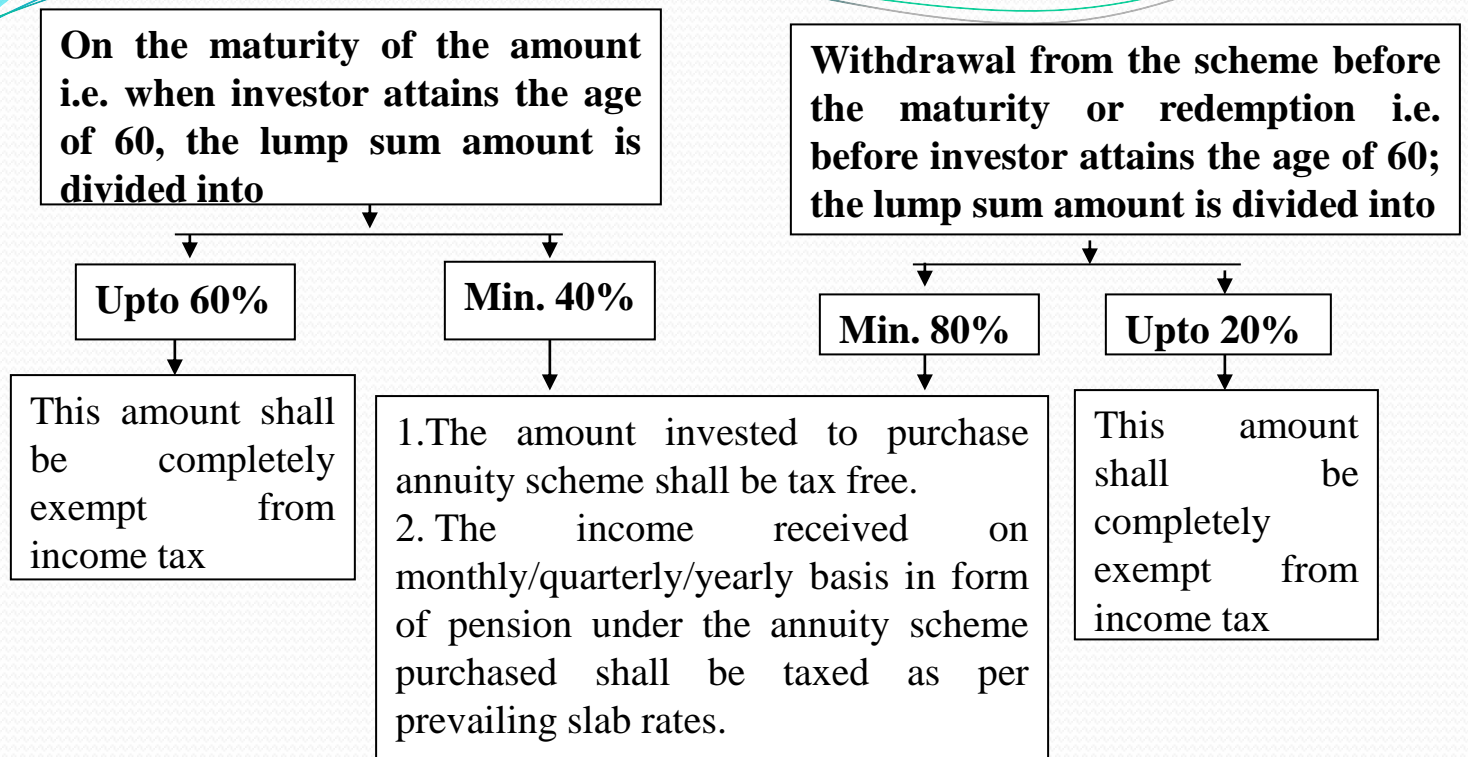 On the maturity of the amount
i.e. when investor attains the age
of 60, the lump sum amount is
divided into
Withdrawal from the scheme before
the maturity or redemption i.e.
before investor attains the age of 60;
the lump sum amount is divided into
Upto 60%
Min. 40%
Min. 80%
Upto 20%
This amount shall
be completely
exempt from
income tax
1.The amount invested to purchase
annuity scheme shall be tax free.
2. The income received on
monthly/quarterly/yearly basis in form
of pension under the annuity scheme
purchased shall be taxed as per
prevailing slab rates.
This amount
shall be
completely
exempt from
income tax